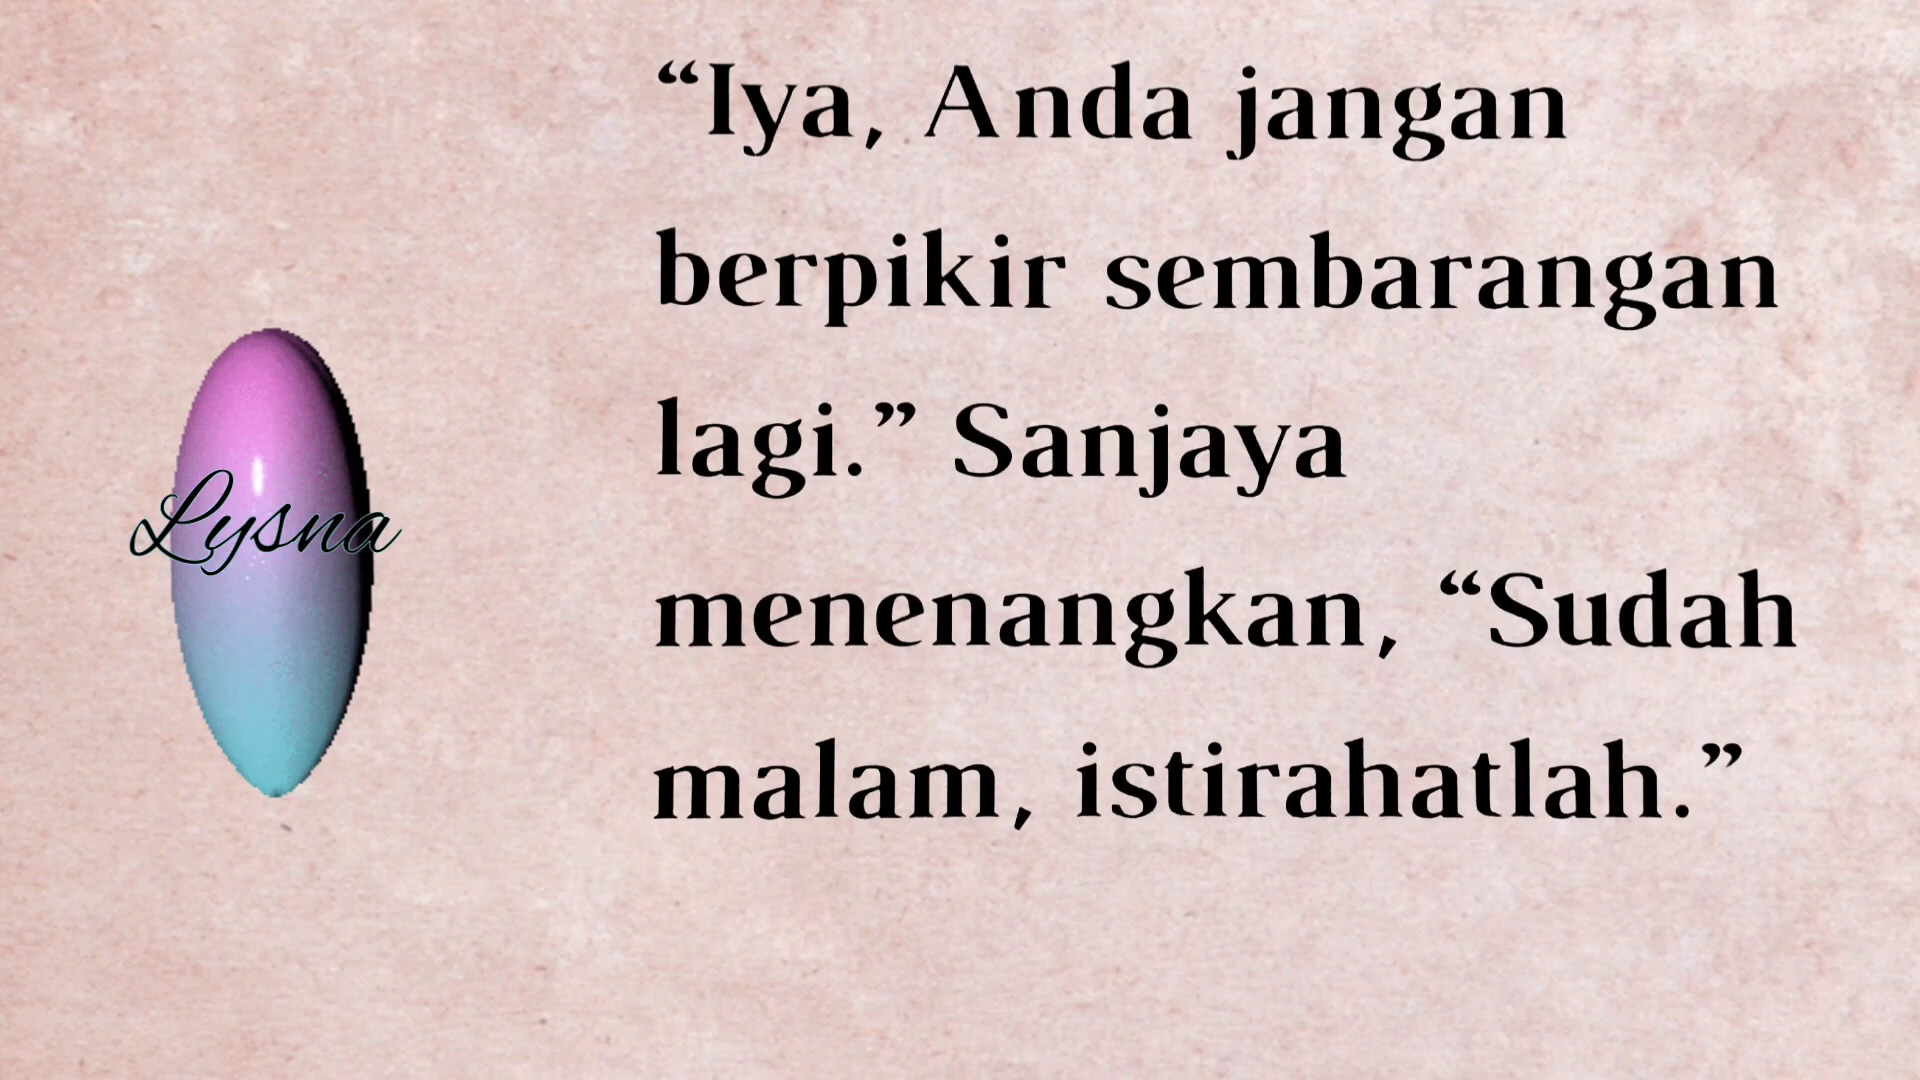 Lysna
“Iya, Anda jangan
berpikir sembarangan
lagi.” Sanjaya
menenangkan, “Sudah
malam, istirahatlah.”